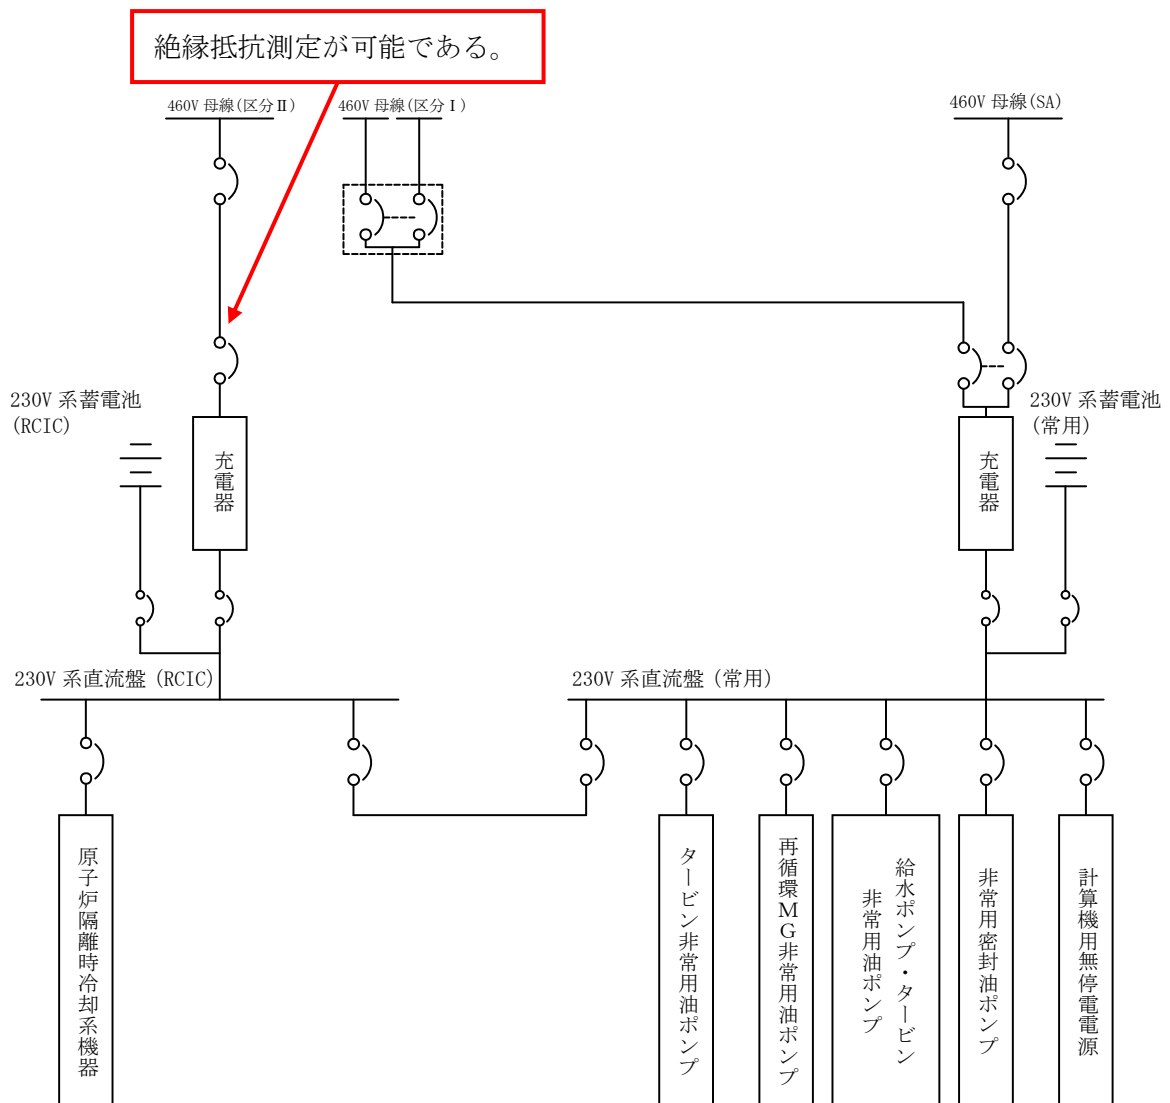 絶縁抵抗測定が可能である。
460V 母線(区分Ⅱ)
460V 母線(区分Ⅰ)
460V 母線(SA)
230V 系蓄電池
(RCIC)
充電器
充電器
230V 系蓄電池
(常用)
230V 系直流盤 (RCIC)
230V 系直流盤 (常用)
原子炉隔離時冷却系機器
タービン非常用油ポンプ
再循環MG非常用油ポンプ
給水ポンプ・タービン
非常用油ポンプ
非常用密封油ポンプ
計算機用無停電電源